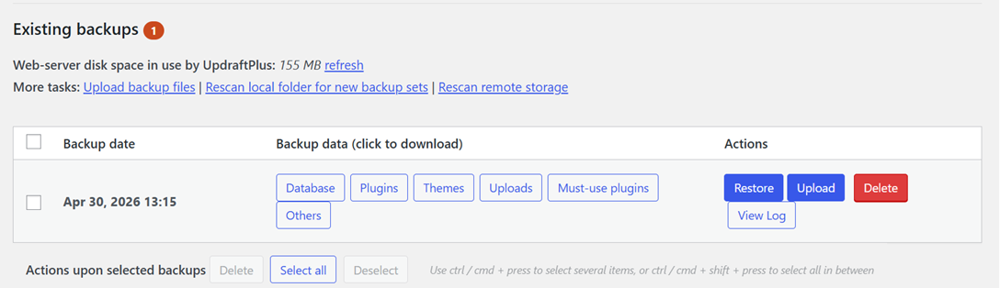 Existing backups 1
Web-server disk space in use by UpdraftPlus: 155 MB refresh
More tasks: Upload backup files | Rescan local folder for new backup sets | Rescan remote storage
Backup date Backup data (click to download) Actions
Apr 30, 2026 13:15 Database Plugins Themes Uploads Must-use plugins Restore Upload Delete
Others View Log
Actions upon selected backups Delete Select all Deselect Use ctrl / cmd + press to select several items, or ctrl / cmd + shift + press to select all in between